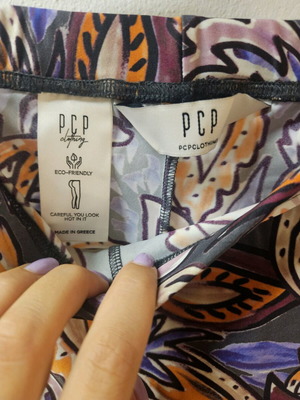 PCP
clothing
ECO-FRIENDLY
CAREFUL YOU LOOK
HOT IN IT
MADE IN GREECE
PCP
PCPCLOTHING